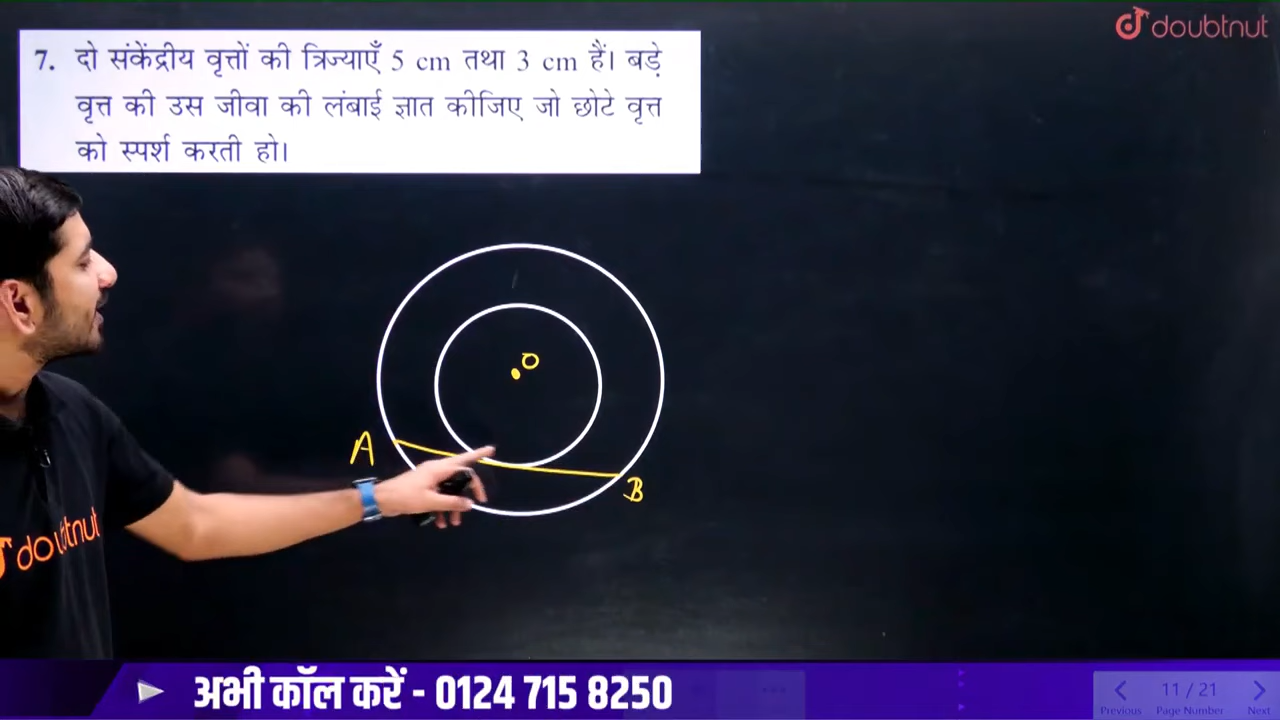 doubtnut
7. दो संकेंद्रीय वृत्तों की त्रिज्याएँ 5 cm तथा 3 cm हैं। बड़े
वृत्त की उस जीवा की लंबाई ज्ञात कीजिए जो छोटे वृत्त
को स्पर्श करती हो।
O
A
B
doubtnut
अभी कॉल करें - 0124 715 8250
11 / 21
Previous Page Number Next